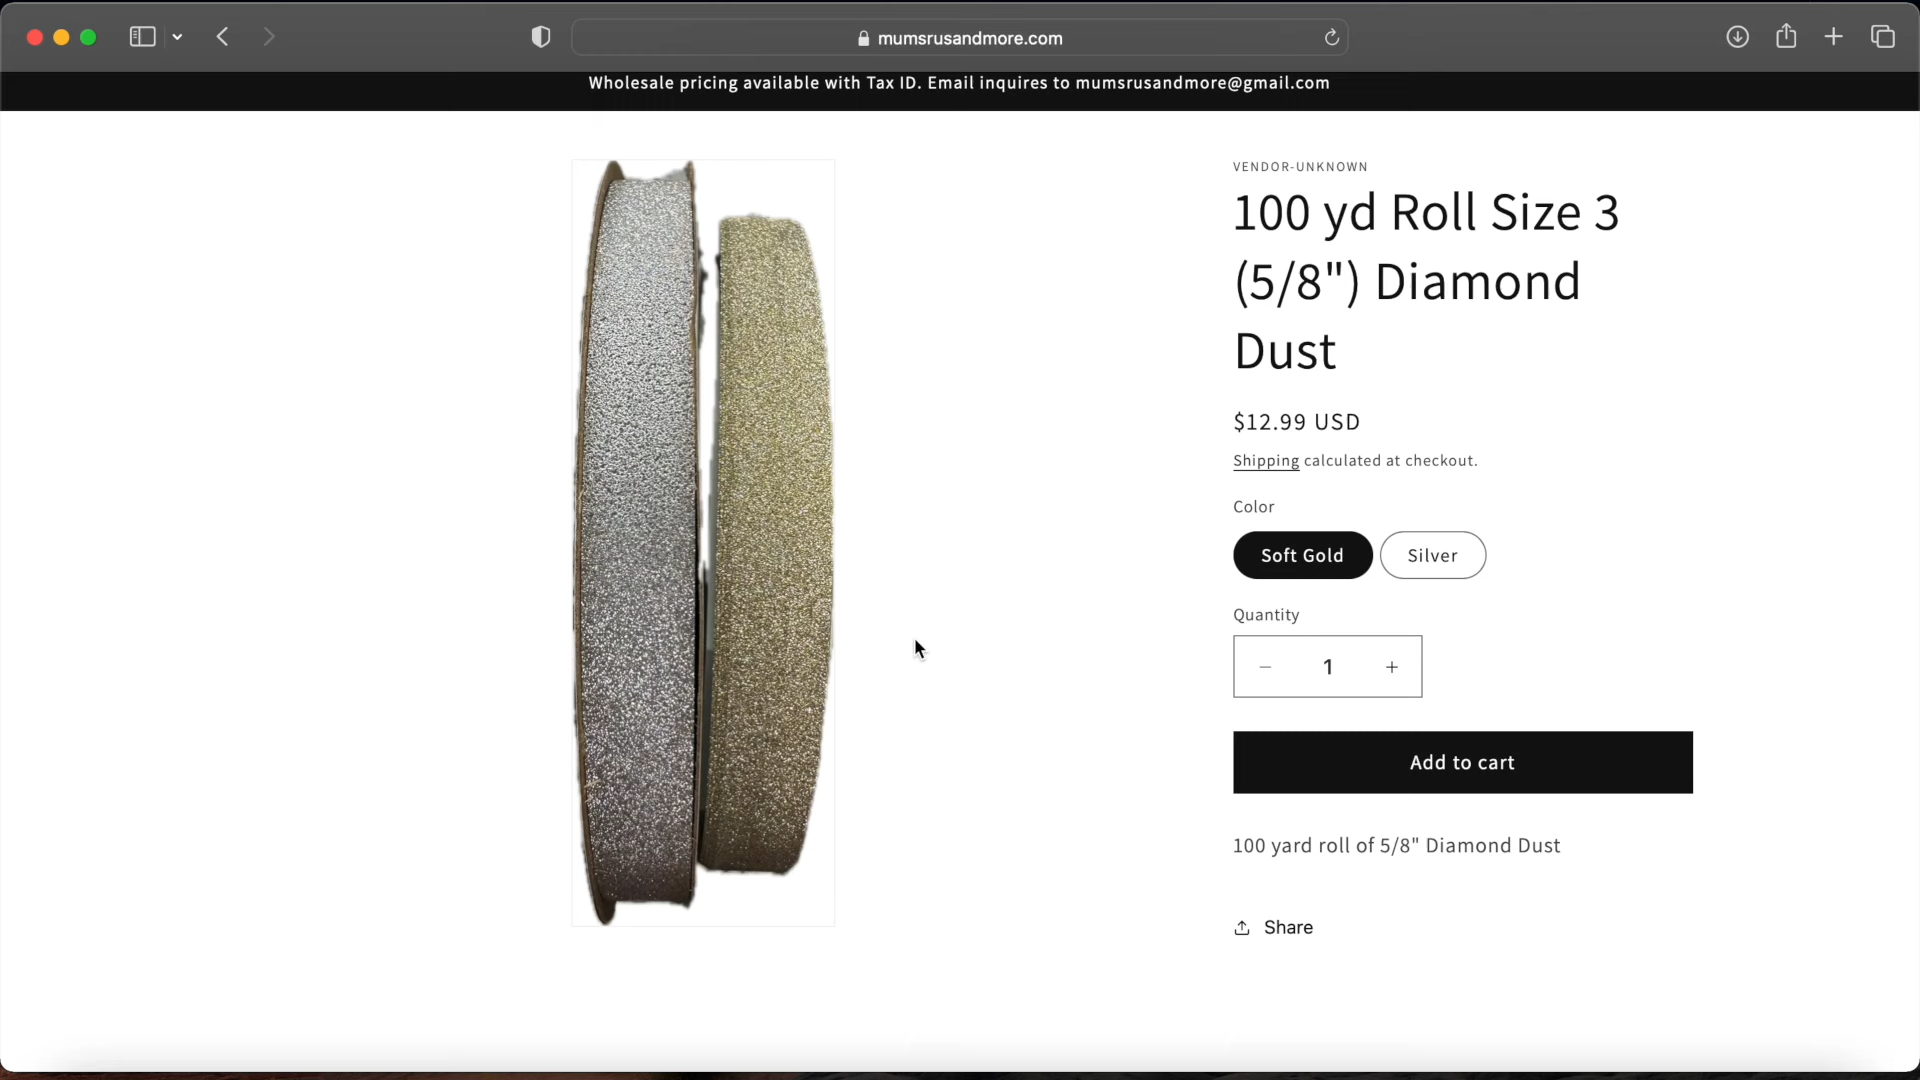 mumsrusandmore.com
Wholesale pricing available with Tax ID. Email inquires to mumsrusandmore@gmail.com
VENDOR-UNKNOWN
100 yd Roll Size 3
(5/8") Diamond
Dust
$12.99 USD
Shipping calculated at checkout.
Color
Soft Gold
Silver
Quantity
1
Add to cart
100 yard roll of 5/8" Diamond Dust
Share